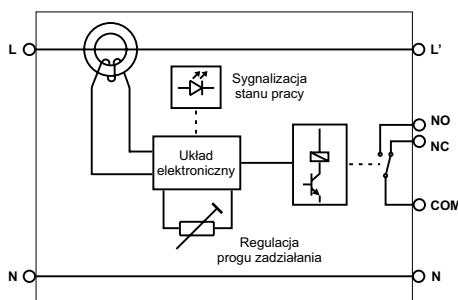 L
L'
Sygnalizacja
stanu pracy
NO
NC
Układ
elektroniczny
COM
Regulacja
progu zadziałania
N
N